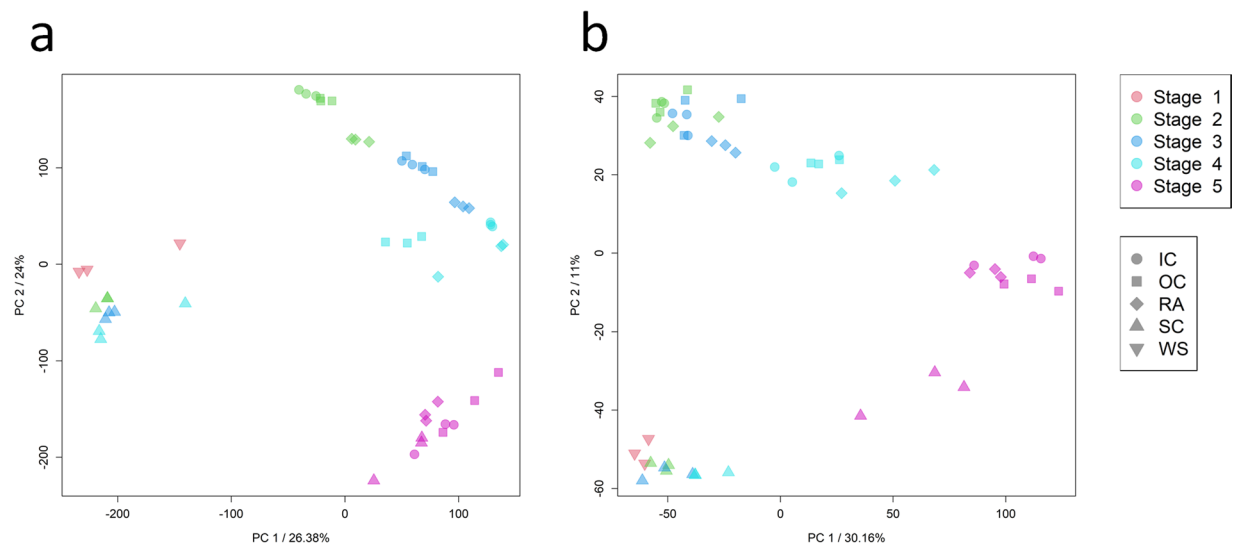 a
b
100
0
-100
-200
PC 2 / 24%
-200
-100
0
100
PC 1 / 26.38%
40
20
0
-20
-40
-60
PC 2 / 11%
-50
0
50
100
PC 1 / 30.16%
Stage 1
Stage 2
Stage 3
Stage 4
Stage 5
IC
OC
RA
SC
WS